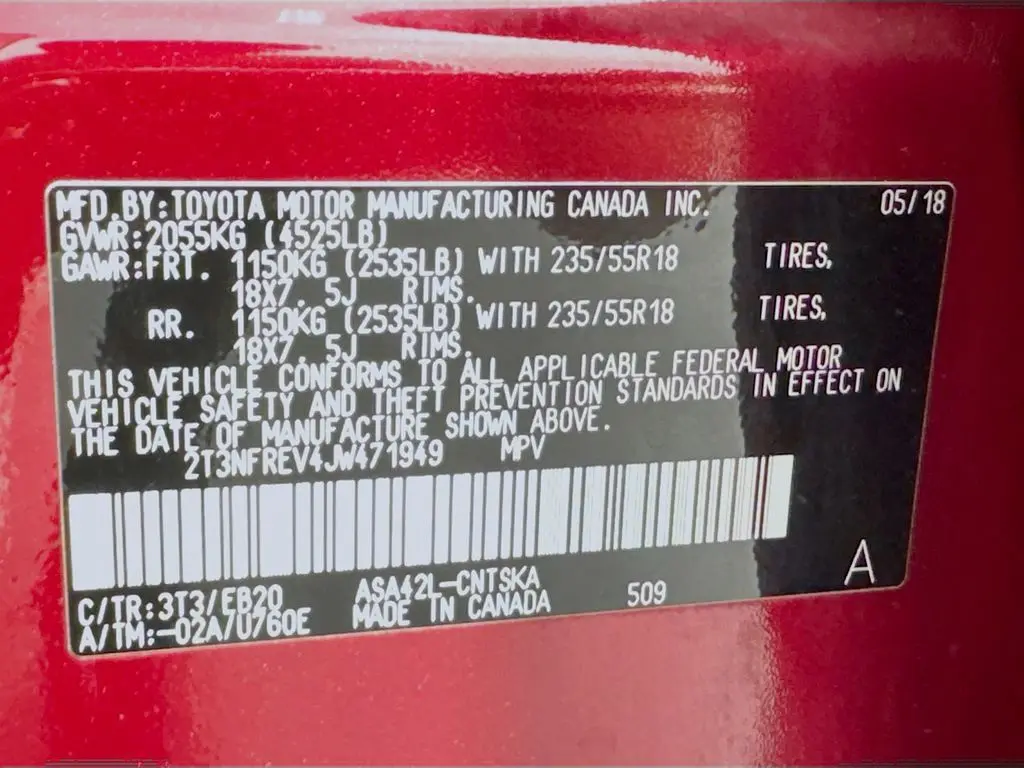 MFD.BY:TOYOTA MOTOR MANUFACTURING CANADA INC. 05/18
GVWR:2055KG (4525LB)
GAWR:FRT. 1150KG (2535LB) WITH 235/55R18 TIRES,
18X7. 5J RIMS.
RR. 1150KG (2535LB) WITH 235/55R18 TIRES,
18X7. 5J RIMS.
THIS VEHICLE CONFORMS TO ALL APPLICABLE FEDERAL MOTOR
VEHICLE SAFETY AND THEFT PREVENTION STANDARDS IN EFFECT ON
THE DATE OF MANUFACTURE SHOWN ABOVE.
2T3NFREV4JW471949 MPV
C/TR:3T3/EB20 ASA42L-CNTSKA 509 A
A/TM:-02A/U760E MADE IN CANADA